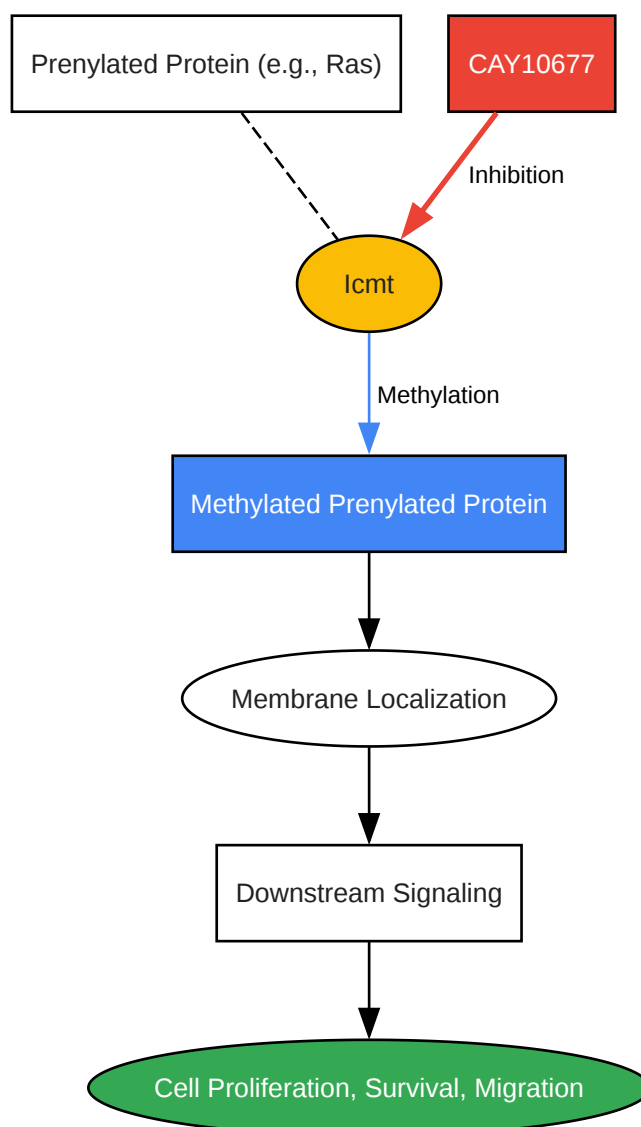 Prenylated Protein (e.g., Ras)
CAY10677
Inhibition
Icmt
Methylation
Methylated Prenylated Protein
Membrane Localization
Downstream Signaling
Cell Proliferation, Survival, Migration